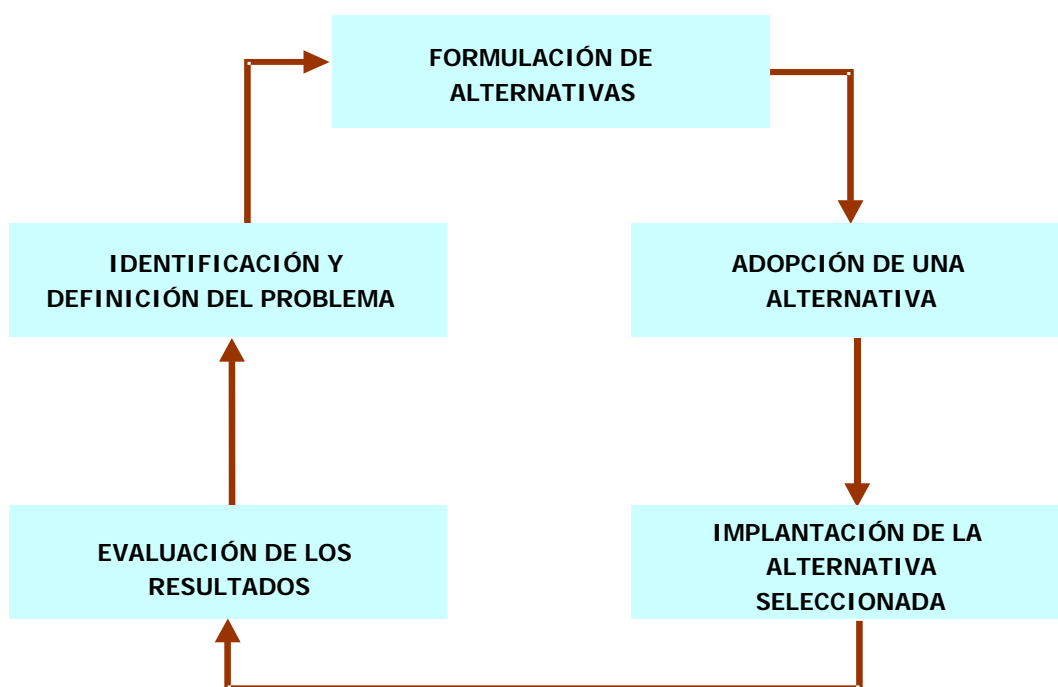 FORMULACIÓN DE
ALTERNATIVAS
IDENTIFICACIÓN Y
DEFINICIÓN DEL PROBLEMA
ADOPCIÓN DE UNA
ALTERNATIVA
EVALUACIÓN DE LOS
RESULTADOS
IMPLANTACIÓN DE LA
ALTERNATIVA
SELECCIONADA